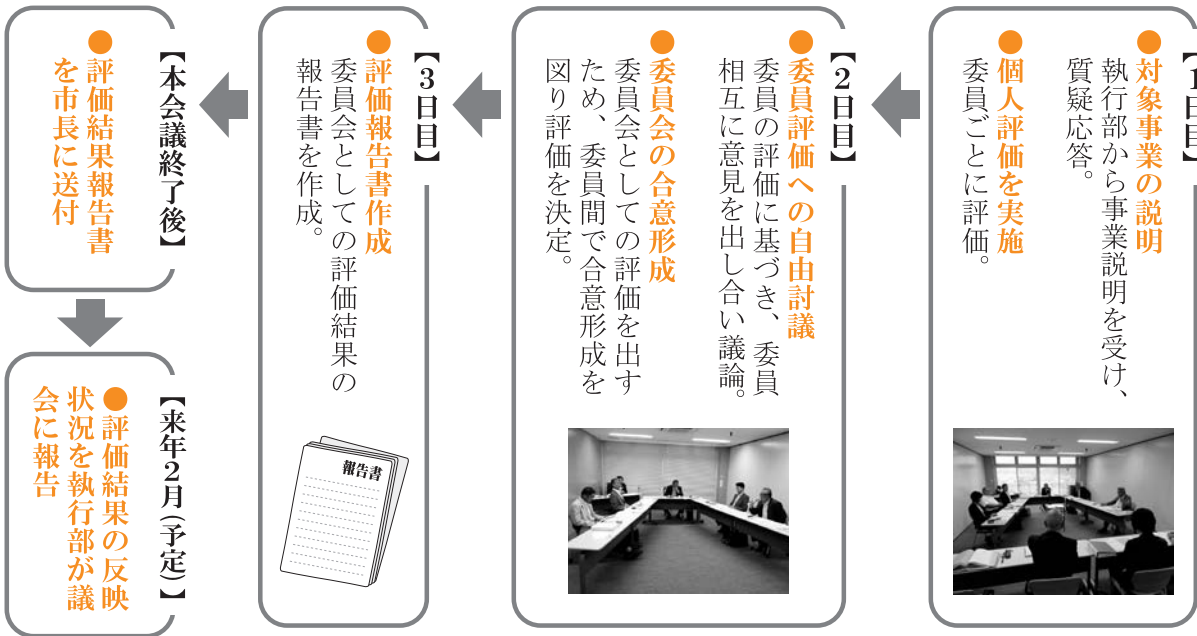 【1日目】
●対象事業の説明
執行部から事業説明を受け、
質疑応答。
●個人評価を実施
委員ごとに評価。
【2日目】
●委員評価への自由討議
委員の評価に基づき、委員
相互に意見を出し合い議論。
●委員会の合意形成
委員会としての評価を出す
ため、委員間で合意形成を
図り評価を決定。
【3日目】
●評価報告書作成
委員会としての評価結果の
報告書を作成。
報告書
【本会議終了後】
●評価結果報告書
を市長に送付
【来年2月(予定)】
●評価結果の反映
状況を執行部が議
会に報告